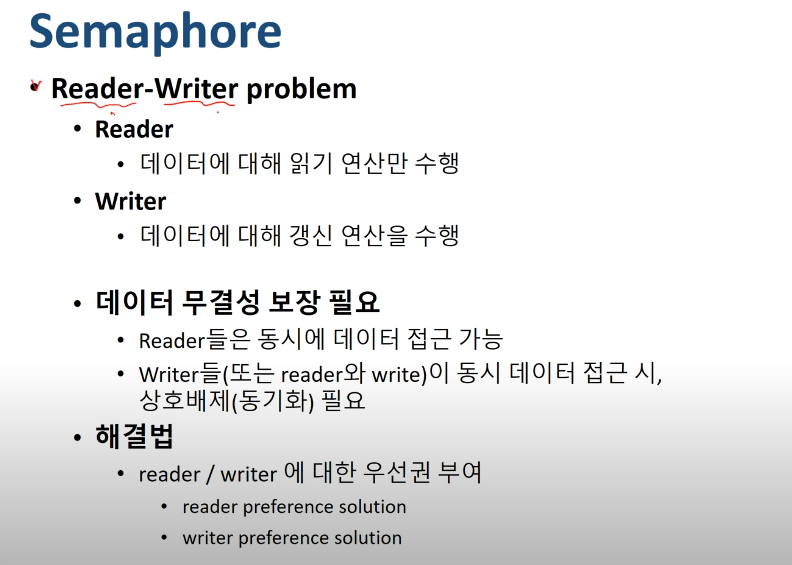 Semaphore
• Reader-Writer problem
• Reader
• 데이터에 대해 읽기 연산만 수행
• Writer
• 데이터에 대해 갱신 연산을 수행
• 데이터 무결성 보장 필요
• Reader들은 동시에 데이터 접근 가능
• Writer들(또는 reader와 write)이 동시 데이터 접근 시,
상호배제(동기화) 필요
• 해결법
• reader / writer 에 대한 우선권 부여
• reader preference solution
• writer preference solution